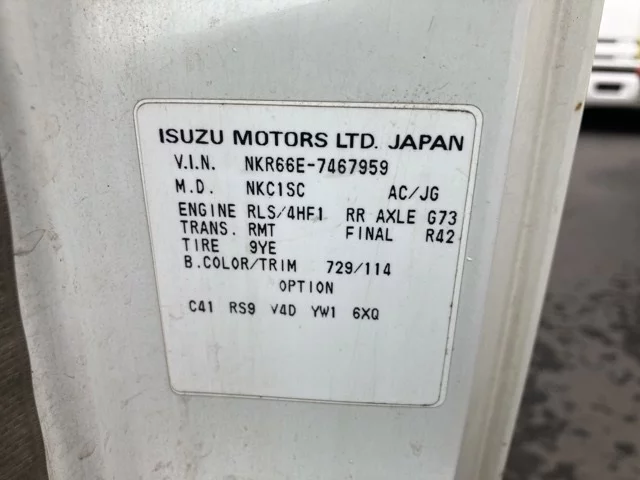 ISUZU MOTORS LTD. JAPAN
V.I.N. NKR66E-7467959
M.D. NKC1SC AC/JG
ENGINE RLS/4HF1 RR AXLE G73
TRANS. RMT FINAL R42
TIRE 9YE
B.COLOR/TRIM 729/114
OPTION
C41 RS9 V4D YW1 6XQ